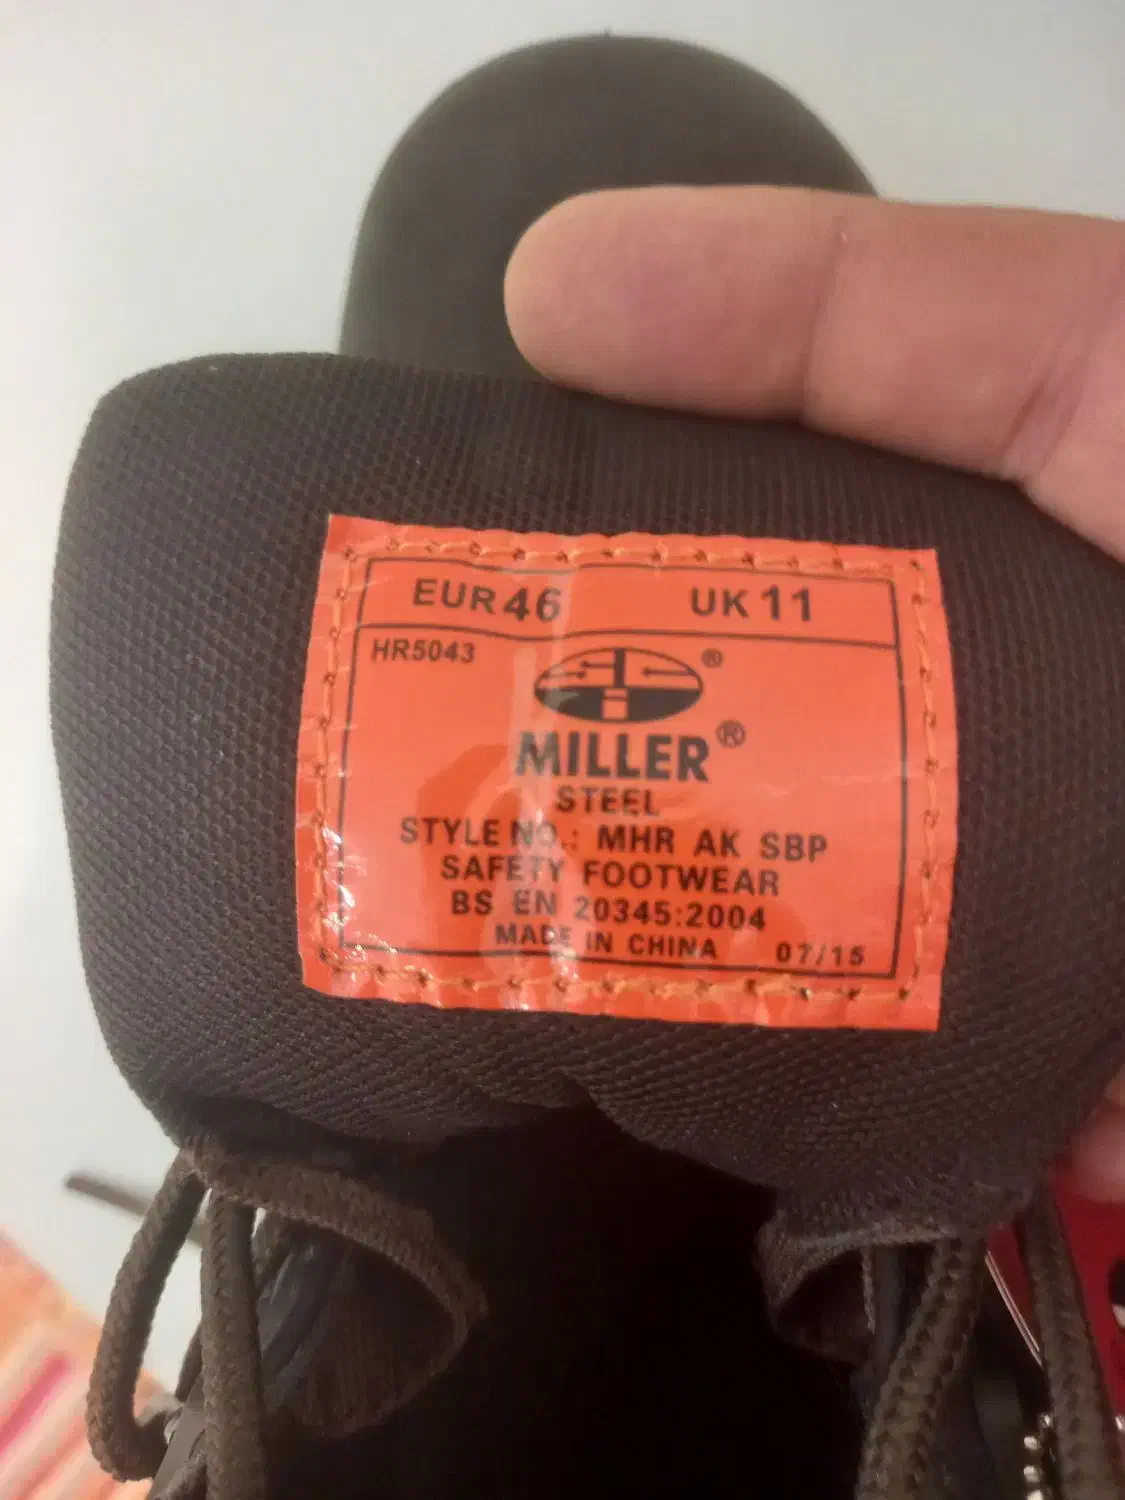 EUR 46 UK 11
HR5043 ®
MILLER®
STEEL
STYLE NO.: MHR AK SBP
SAFETY FOOTWEAR
BS EN 20345:2004
MADE IN CHINA 07/15